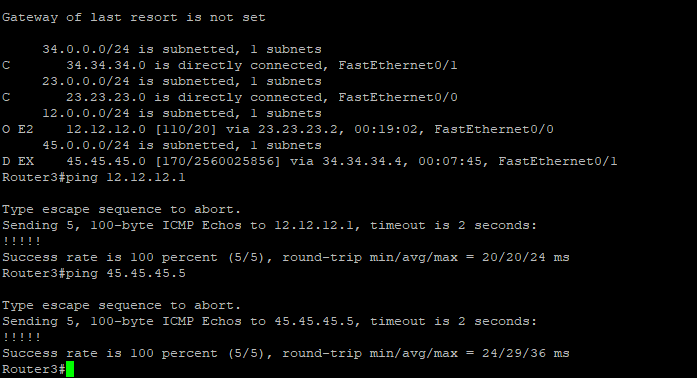 Gateway of last resort is not set
34.0.0.0/24 is subnetted, 1 subnets
C 34.34.34.0 is directly connected, FastEthernet0/1
23.0.0.0/24 is subnetted, 1 subnets
C 23.23.23.0 is directly connected, FastEthernet0/0
12.0.0.0/24 is subnetted, 1 subnets
O E2 12.12.12.0 [110/20] via 23.23.23.2, 00:19:02, FastEthernet0/0
45.0.0.0/24 is subnetted, 1 subnets
D EX 45.45.45.0 [170/2560025856] via 34.34.34.4, 00:07:45, FastEthernet0/1
Router3#ping 12.12.12.1
Type escape sequence to abort.
Sending 5, 100-byte ICMP Echos to 12.12.12.1, timeout is 2 seconds:
!!!!!
Success rate is 100 percent (5/5), round-trip min/avg/max = 20/20/24 ms
Router3#ping 45.45.45.5
Type escape sequence to abort.
Sending 5, 100-byte ICMP Echos to 45.45.45.5, timeout is 2 seconds:
!!!!!
Success rate is 100 percent (5/5), round-trip min/avg/max = 24/29/36 ms
Router3#